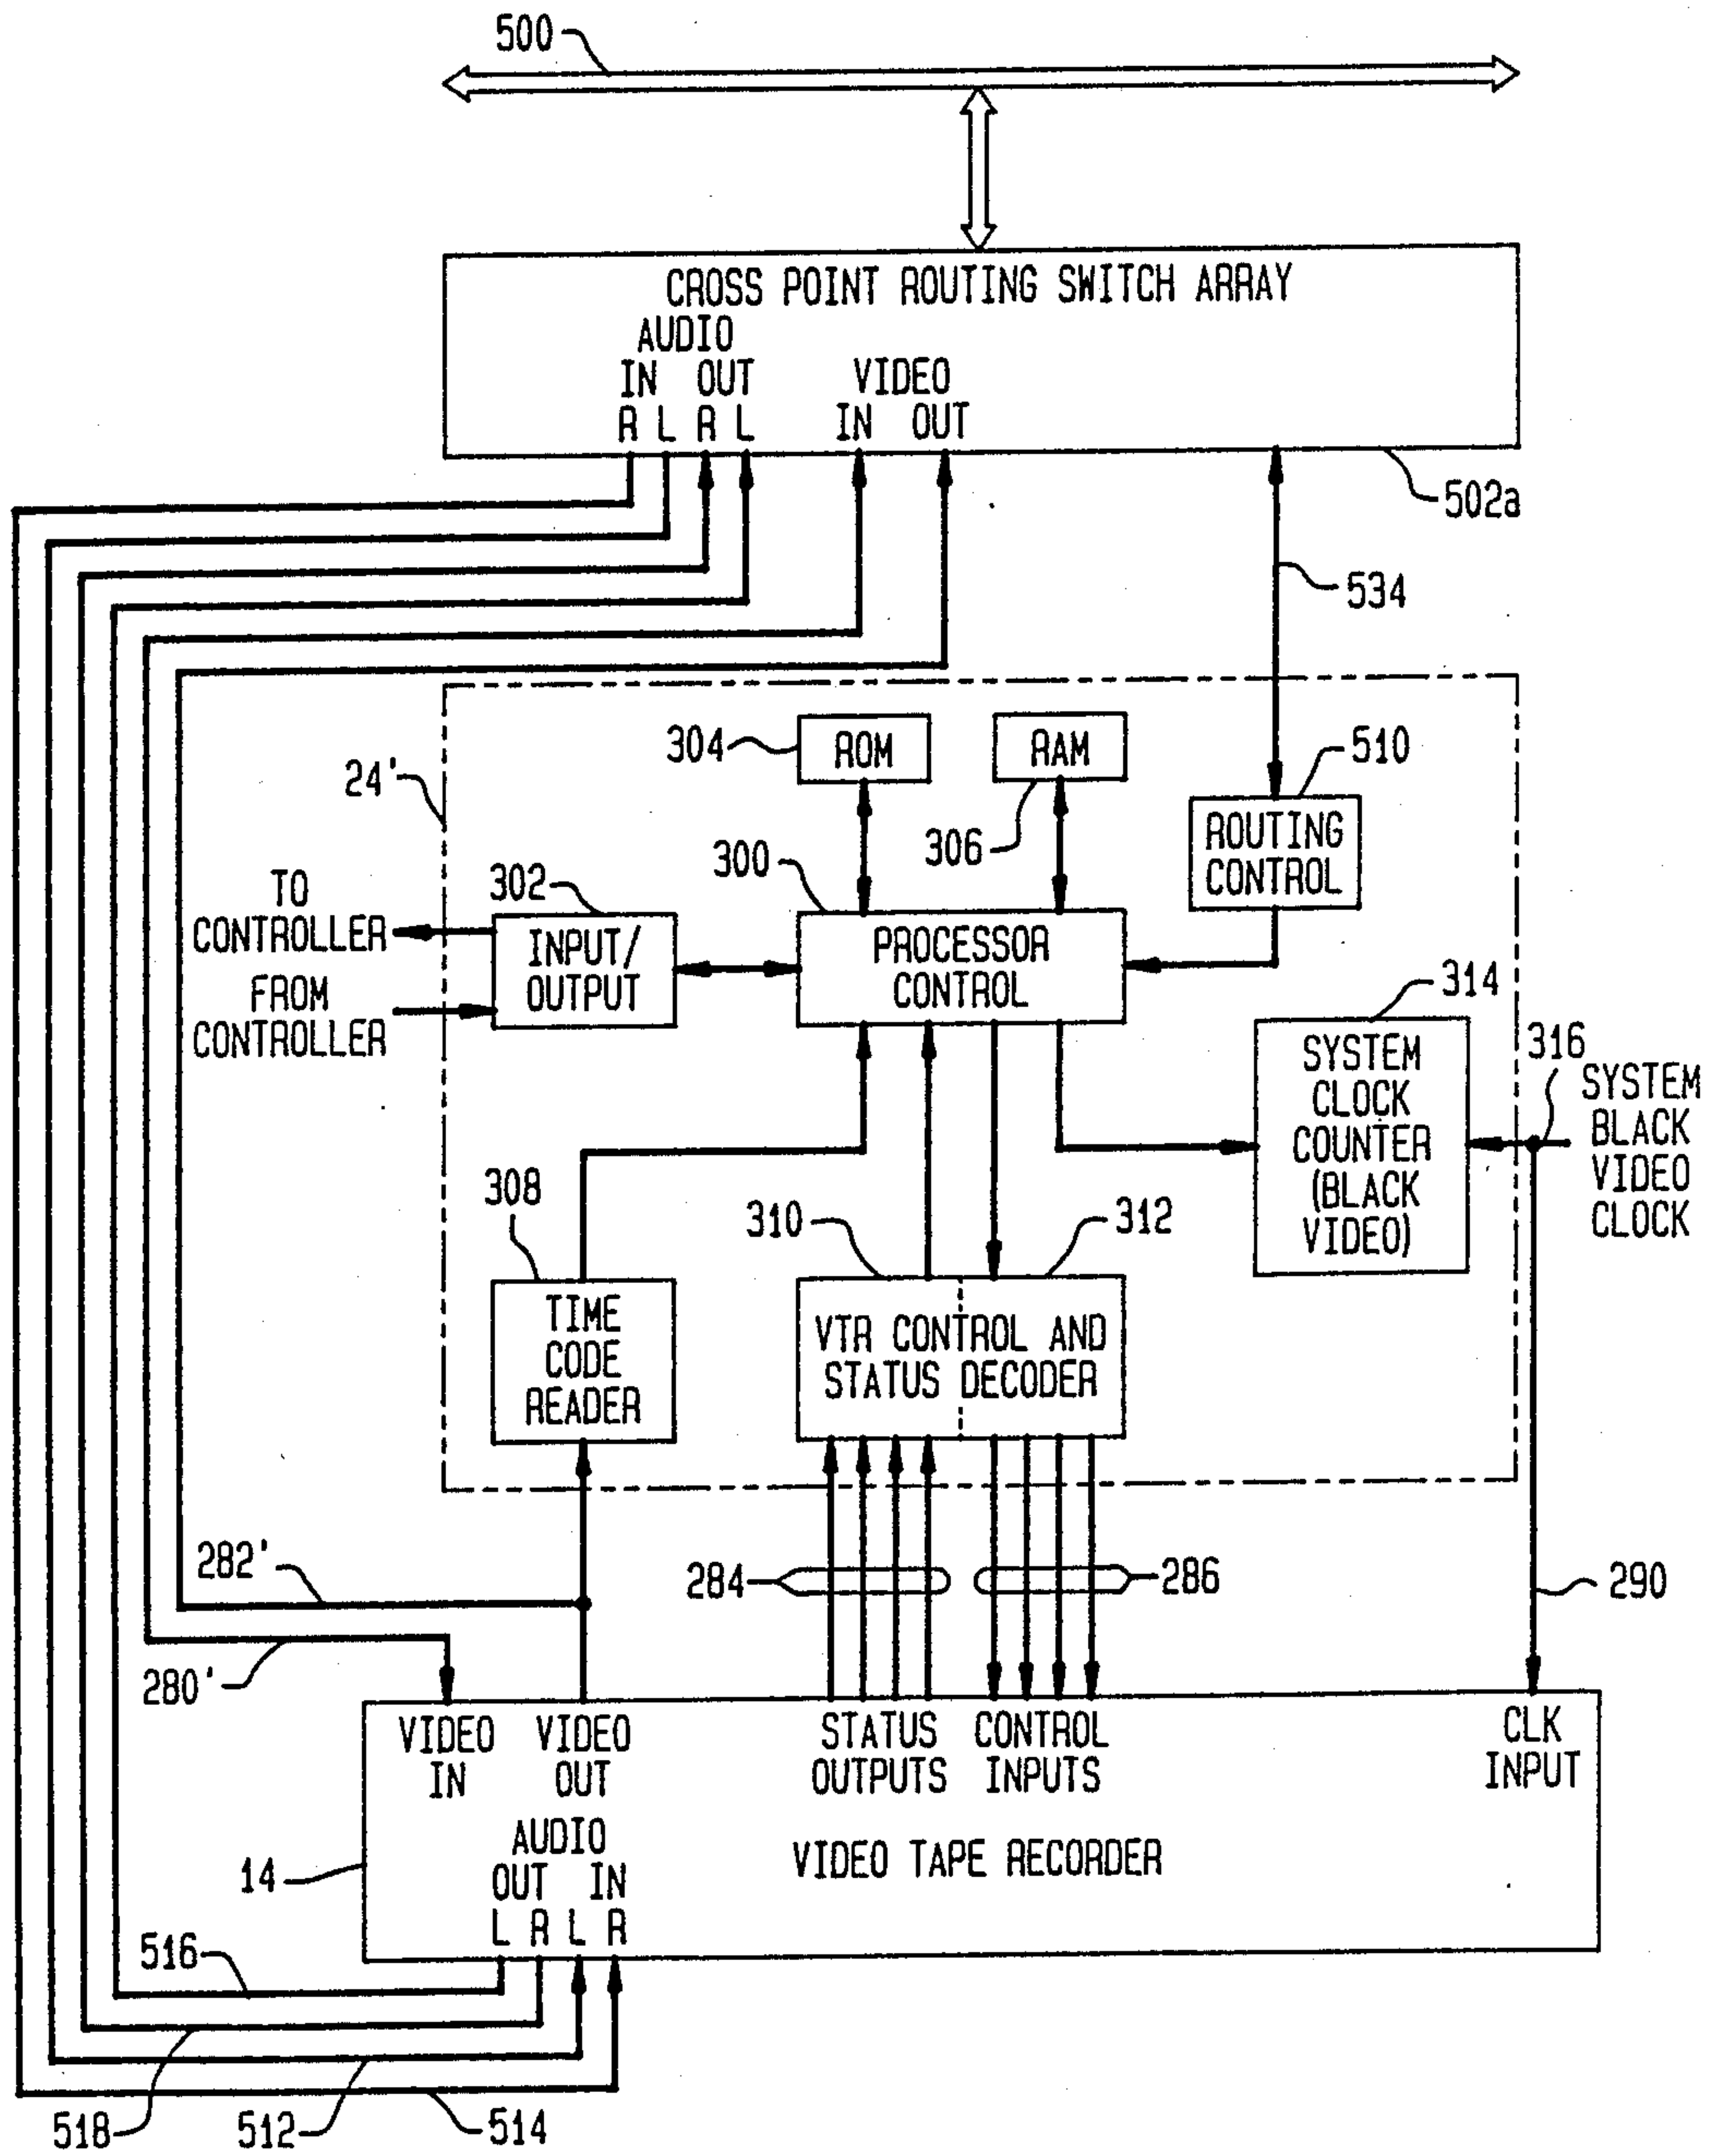 500
CROSS POINT ROUTING SWITCH ARRAY
AUDIO
IN OUT
R L R L
VIDEO
IN OUT
502a
534
304
ROM
RAM
510
24'
306
ROUTING
CONTROL
300
302
TO
CONTROLLER
FROM
CONTROLLER
INPUT/
OUTPUT
PROCESSOR
CONTROL
314
SYSTEM
CLOCK
COUNTER
(BLACK
VIDEO)
316
SYSTEM
BLACK
VIDEO
CLOCK
308
310
312
TIME
CODE
READER
VTR CONTROL AND
STATUS DECODER
282'
284
286
290
280'
VIDEO
IN
VIDEO
OUT
STATUS
OUTPUTS
CONTROL
INPUTS
CLK
INPUT
AUDIO
OUT IN
L R L R
VIDEO TAPE RECORDER
14
516
518
512
514